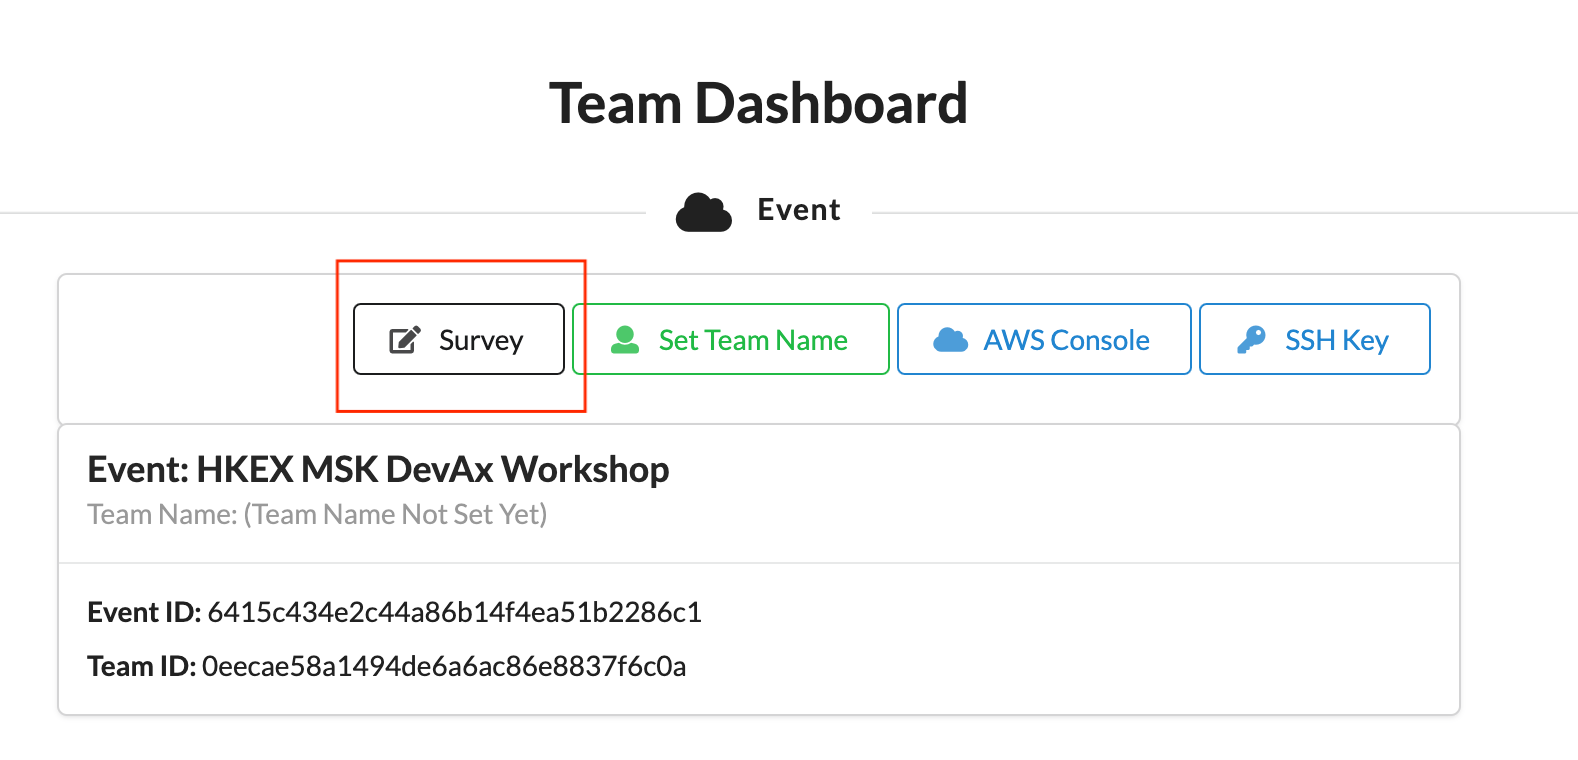 Team Dashboard
Event
Survey
Set Team Name
AWS Console
SSH Key
Event: HKEX MSK DevAx Workshop
Team Name: (Team Name Not Set Yet)
Event ID: 6415c434e2c44a86b14f4ea51b2286c1
Team ID: 0eecae58a1494de6a6ac86e8837f6c0a